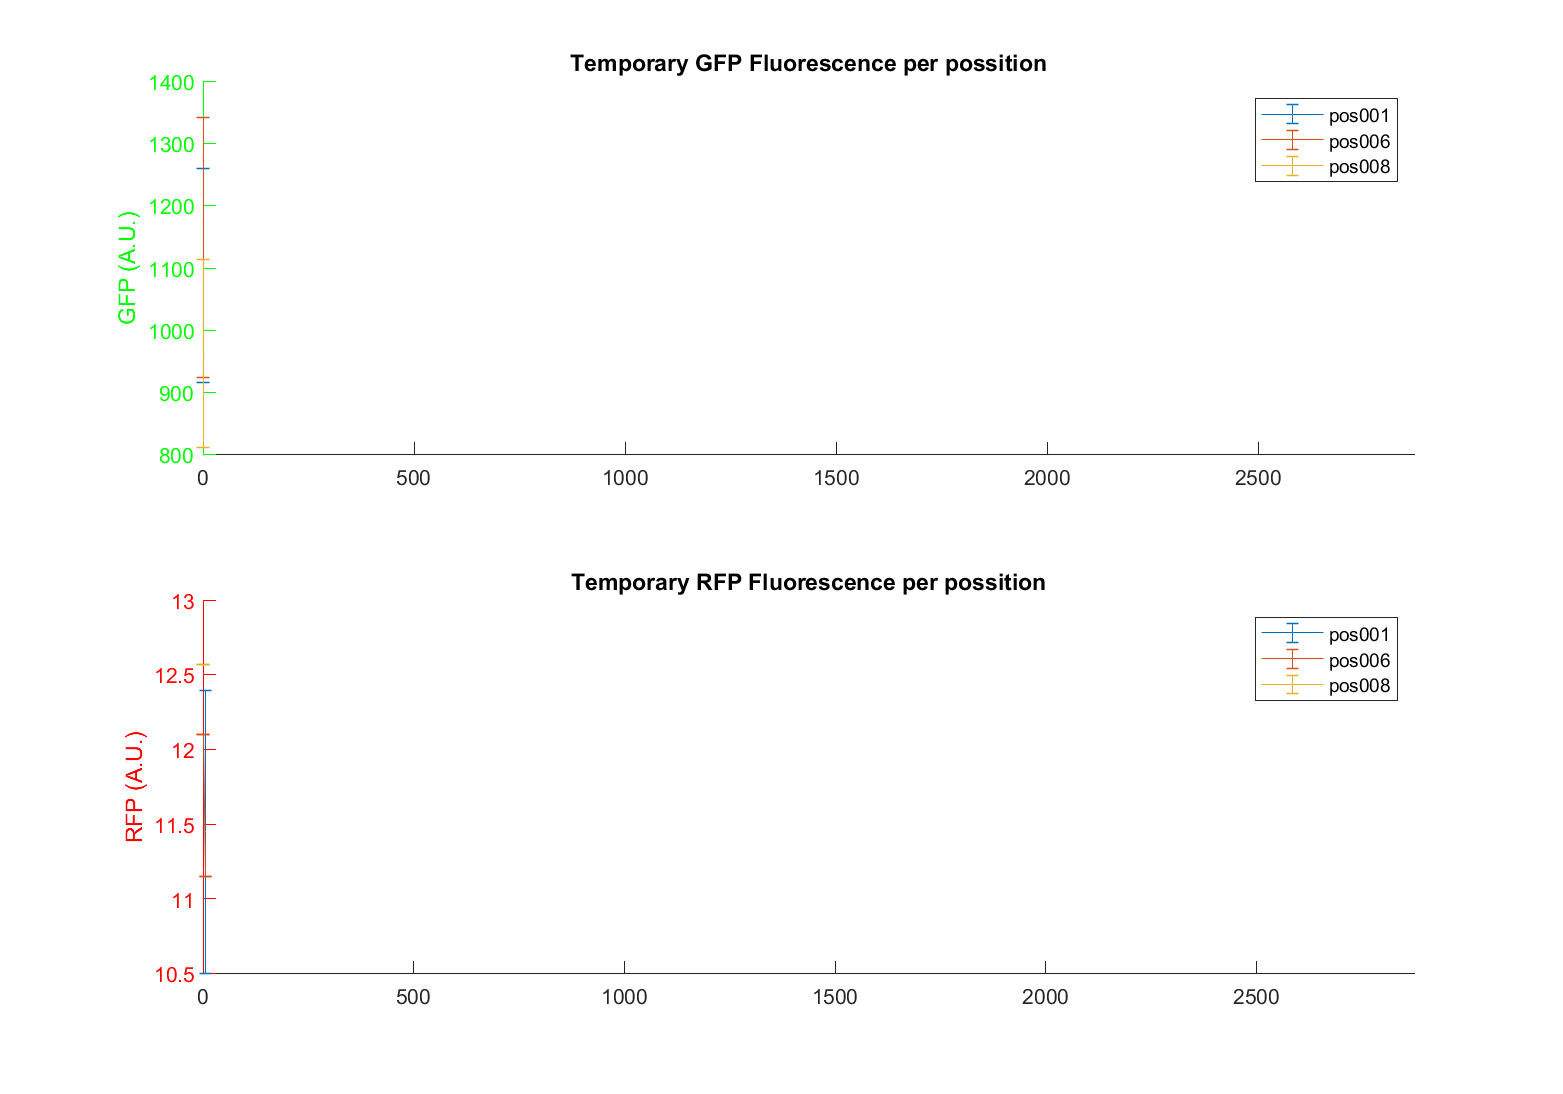 Temporary GFP Fluorescence per possition
1400
1300
1200
1100
1000
900
800
GFP (A.U.)
pos001
pos006
pos008
0 500 1000 1500 2000 2500
Temporary RFP Fluorescence per possition
13
12.5
12
11.5
11
10.5
RFP (A.U.)
pos001
pos006
pos008
0 500 1000 1500 2000 2500